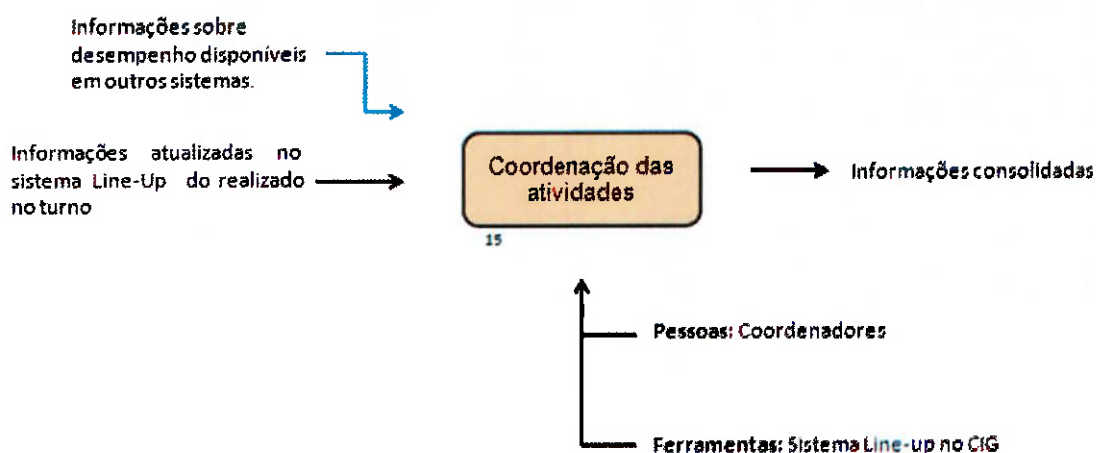 Informações sobre
desempenho disponíveis
em outros sistemas.
Informações atualizadas no
sistema Line-Up do realizado
no turno
Coordenação das
atividades
15
Informações consolidadas
Pessoas: Coordenadores
Ferramentas: Sistema Line-up no CIG